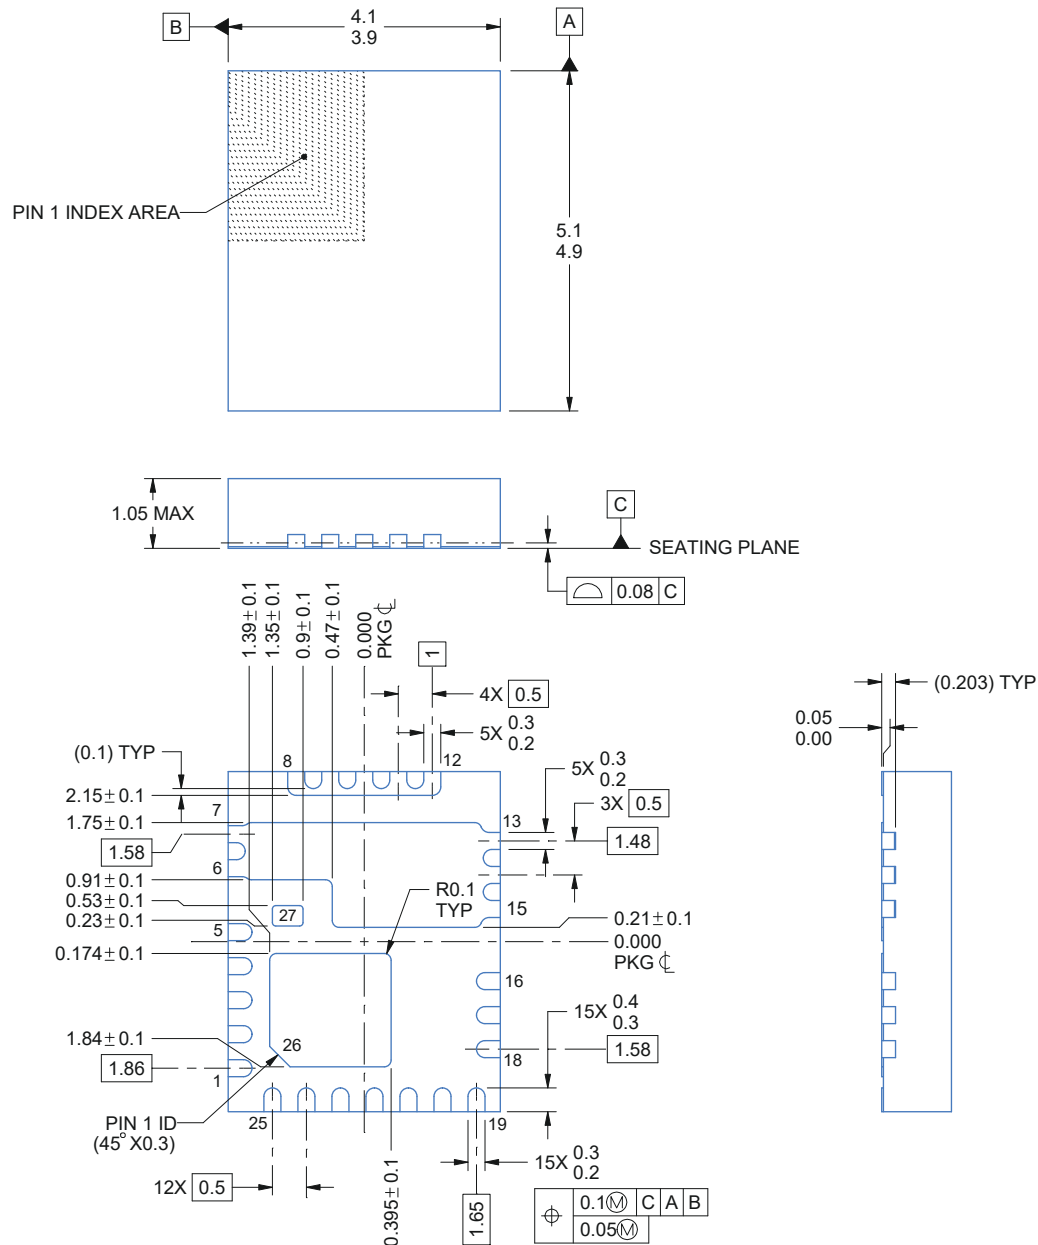 B
4.1
3.9
A
PIN 1 INDEX AREA
5.1
4.9
1.05 MAX
C
SEATING PLANE
0.08 C
1.39±0.1
1.35±0.1
0.9±0.1
0.47±0.1
0.000
PKG ℄
1
4X 0.5
5X 0.3
0.2
(0.203) TYP
0.05
0.00
(0.1) TYP
8
12
5X 0.3
0.2
3X 0.5
2.15±0.1
7
13
1.75±0.1
1.48
1.58
6
0.91±0.1
R0.1
TYP
0.53±0.1
27
15
0.21±0.1
0.23±0.1
5
0.000
PKG ℄
0.174±0.1
16
15X 0.4
0.3
1.84±0.1
26
1.58
18
1.86
1
PIN 1 ID
(45°X0.3)
25
19
12X 0.5
0.395±0.1
1.65
15X 0.3
0.2
⌖ 0.1Ⓜ C A B
0.05Ⓜ